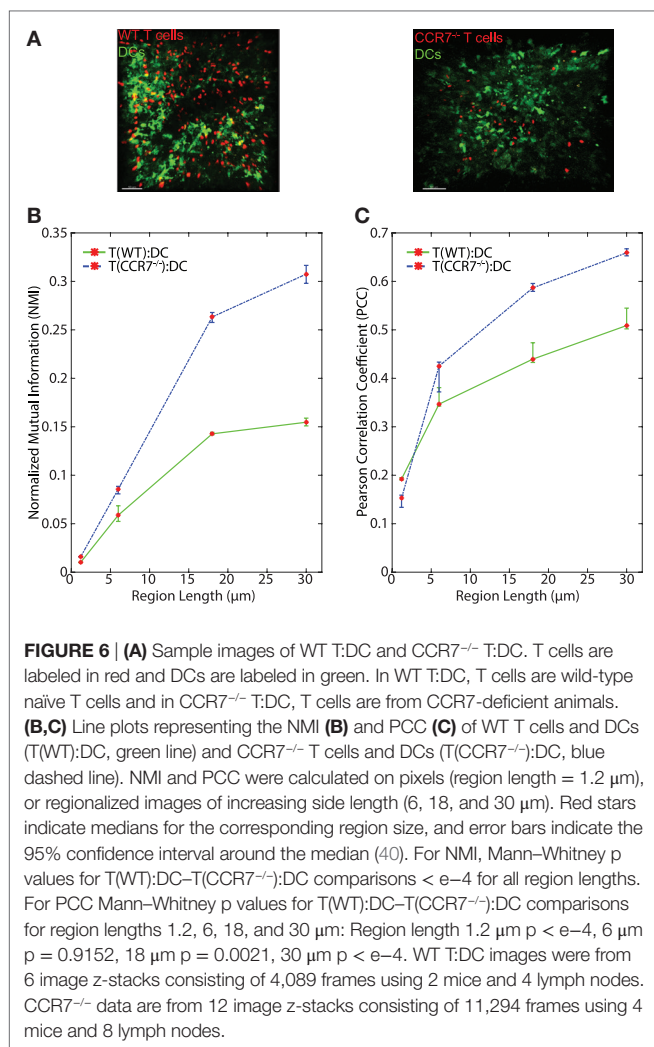 A
WT T cells
DCs
CCR7⁻/⁻ T cells
DCs
B
T(WT):DC
T(CCR7⁻/⁻):DC
Normalized Mutual Information (NMI)
0.35
0.3
0.25
0.2
0.15
0.1
0.05
0
0 5 10 15 20 25 30
Region Length (μm)
C
T(WT):DC
T(CCR7⁻/⁻):DC
Pearson Correlation Coefficient (PCC)
0.7
0.6
0.5
0.4
0.3
0.2
0.1
0
0 5 10 15 20 25 30
Region Length (μm)
FIGURE 6 | (A) Sample images of WT T:DC and CCR7⁻/⁻ T:DC. T cells are
labeled in red and DCs are labeled in green. In WT T:DC, T cells are wild-type
naïve T cells and in CCR7⁻/⁻ T:DC, T cells are from CCR7-deficient animals.
(B,C) Line plots representing the NMI (B) and PCC (C) of WT T cells and DCs
(T(WT):DC, green line) and CCR7⁻/⁻ T cells and DCs (T(CCR7⁻/⁻):DC, blue
dashed line). NMI and PCC were calculated on pixels (region length = 1.2 μm),
or regionalized images of increasing side length (6, 18, and 30 μm). Red stars
indicate medians for the corresponding region size, and error bars indicate the
95% confidence interval around the median (40). For NMI, Mann–Whitney p
values for T(WT):DC–T(CCR7⁻/⁻):DC comparisons < e−4 for all region lengths.
For PCC Mann–Whitney p values for T(WT):DC–T(CCR7⁻/⁻):DC comparisons
for region lengths 1.2, 6, 18, and 30 μm: Region length 1.2 μm p < e−4, 6 μm
p = 0.9152, 18 μm p = 0.0021, 30 μm p < e−4. WT T:DC images were from
6 image z-stacks consisting of 4,089 frames using 2 mice and 4 lymph nodes.
CCR7⁻/⁻ data are from 12 image z-stacks consisting of 11,294 frames using 4
mice and 8 lymph nodes.